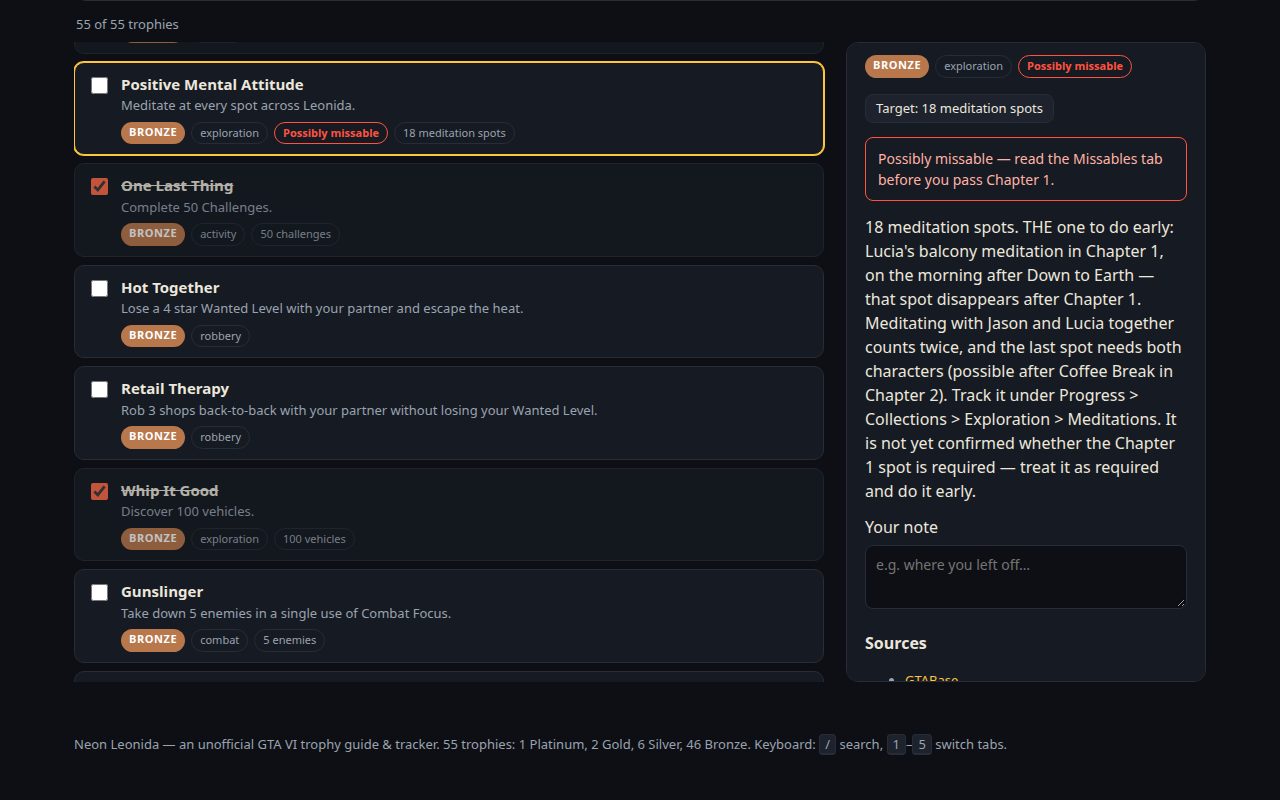 55 of 55 trophies
Positive Mental Attitude
Meditate at every spot across Leonida.
BRONZE exploration Possibly missable 18 meditation spots
One Last Thing
Complete 50 Challenges.
BRONZE activity 50 challenges
Hot Together
Lose a 4 star Wanted Level with your partner and escape the heat.
BRONZE robbery
Retail Therapy
Rob 3 shops back-to-back with your partner without losing your Wanted Level.
BRONZE robbery
Whip It Good
Discover 100 vehicles.
BRONZE exploration 100 vehicles
Gunslinger
Take down 5 enemies in a single use of Combat Focus.
BRONZE combat 5 enemies
BRONZE exploration Possibly missable
Target: 18 meditation spots
Possibly missable — read the Missables tab
before you pass Chapter 1.
18 meditation spots. THE one to do early:
Lucia's balcony meditation in Chapter 1,
on the morning after Down to Earth —
that spot disappears after Chapter 1.
Meditating with Jason and Lucia together
counts twice, and the last spot needs both
characters (possible after Coffee Break in
Chapter 2). Track it under Progress >
Collections > Exploration > Meditations. It
is not yet confirmed whether the Chapter
1 spot is required — treat it as required
and do it early.
Your note
e.g. where you left off…
Sources
GTABase
Neon Leonida — an unofficial GTA VI trophy guide & tracker. 55 trophies: 1 Platinum, 2 Gold, 6 Silver, 46 Bronze. Keyboard: / search, 1–5 switch tabs.